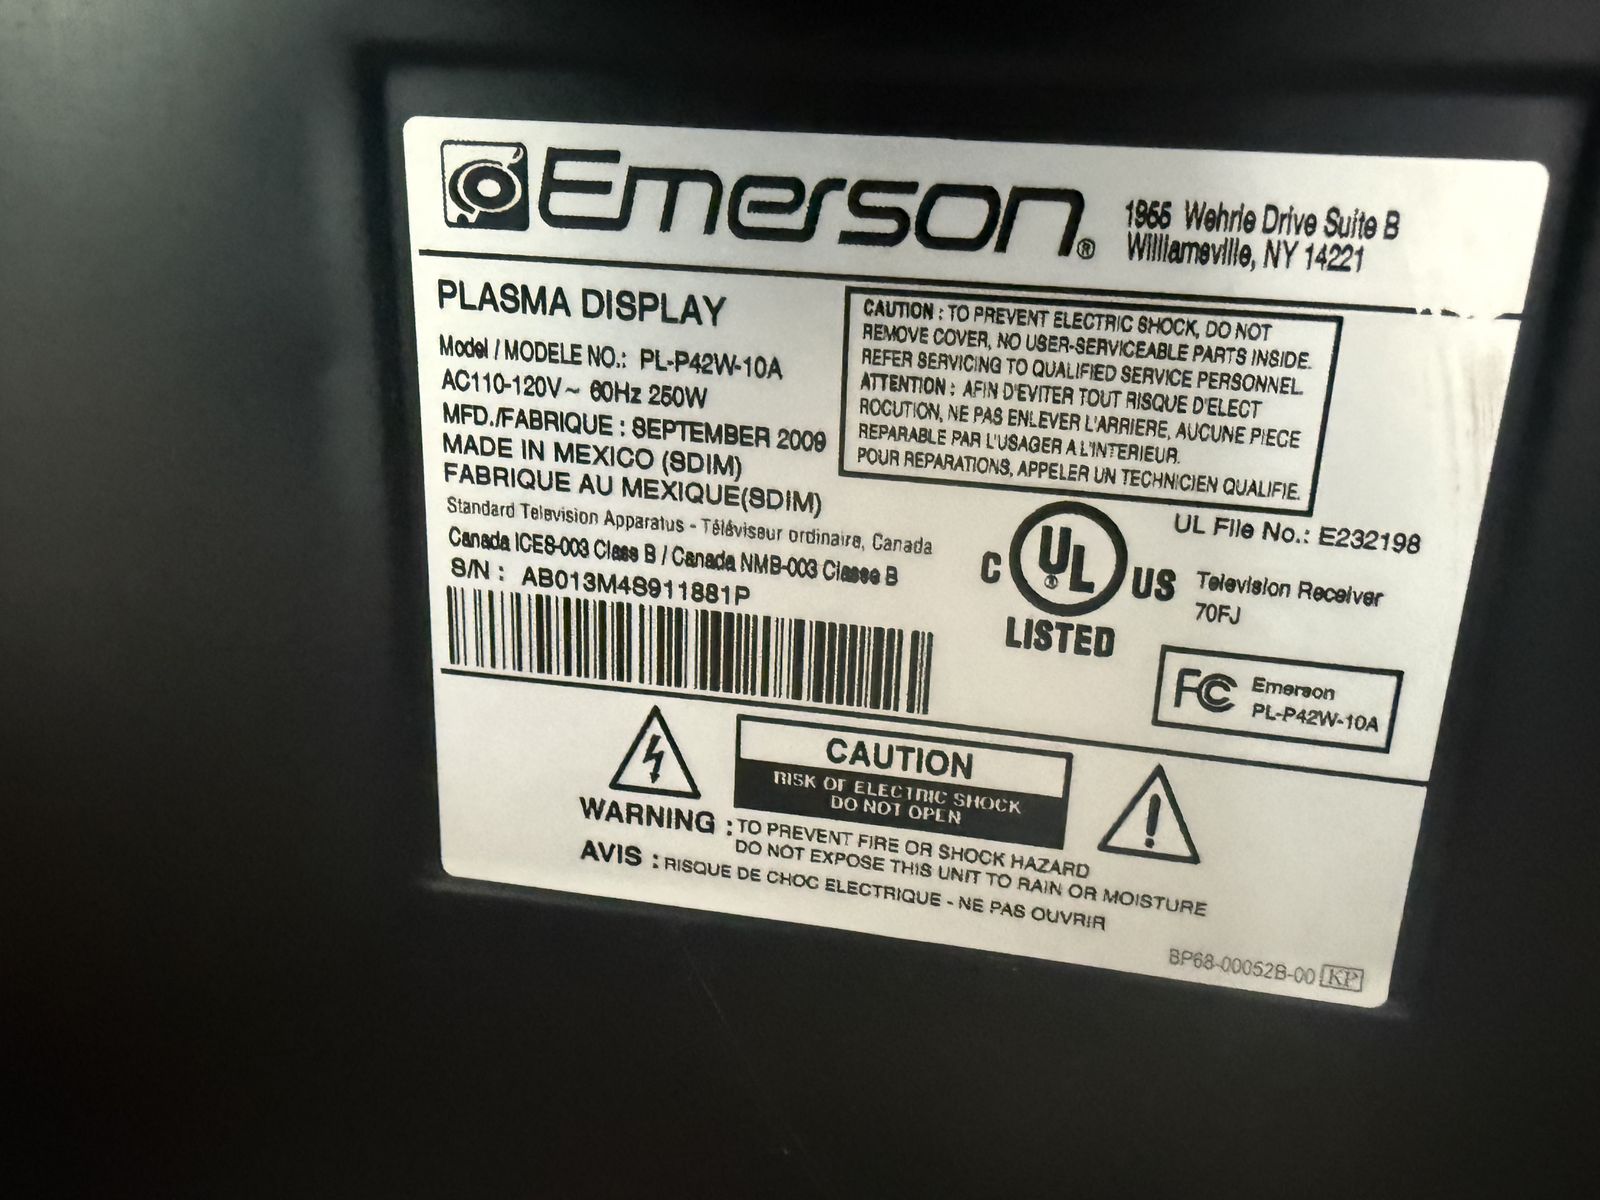 Emerson®
1955 Wehrle Drive Suite B
Williamsville, NY 14221
PLASMA DISPLAY
Model / MODELE NO.: PL-P42W-10A
AC110-120V~ 60Hz 250W
MFD./FABRIQUE : SEPTEMBER 2009
MADE IN MEXICO (SDIM)
FABRIQUE AU MEXIQUE(SDIM)
Standard Television Apparatus - Téléviseur ordinaire, Canada
Canada ICES-003 Class B / Canada NMB-003 Classe B
S/N : AB013M4S911881P
CAUTION : TO PREVENT ELECTRIC SHOCK, DO NOT
REMOVE COVER, NO USER-SERVICEABLE PARTS INSIDE.
REFER SERVICING TO QUALIFIED SERVICE PERSONNEL.
ATTENTION : AFIN D'EVITER TOUT RISQUE D'ELECT
ROCUTION, NE PAS ENLEVER L'ARRIERE, AUCUNE PIECE
REPARABLE PAR L'USAGER A L'INTERIEUR.
POUR REPARATIONS, APPELER UN TECHNICIEN QUALIFIE.
UL File No.: E232198
C UL® US
LISTED
Television Receiver
70FJ
FC Emerson
PL-P42W-10A
CAUTION
RISK OF ELECTRIC SHOCK
DO NOT OPEN
WARNING : TO PREVENT FIRE OR SHOCK HAZARD
DO NOT EXPOSE THIS UNIT TO RAIN OR MOISTURE
AVIS : RISQUE DE CHOC ELECTRIQUE - NE PAS OUVRIR
BP68-00052B-00 KP